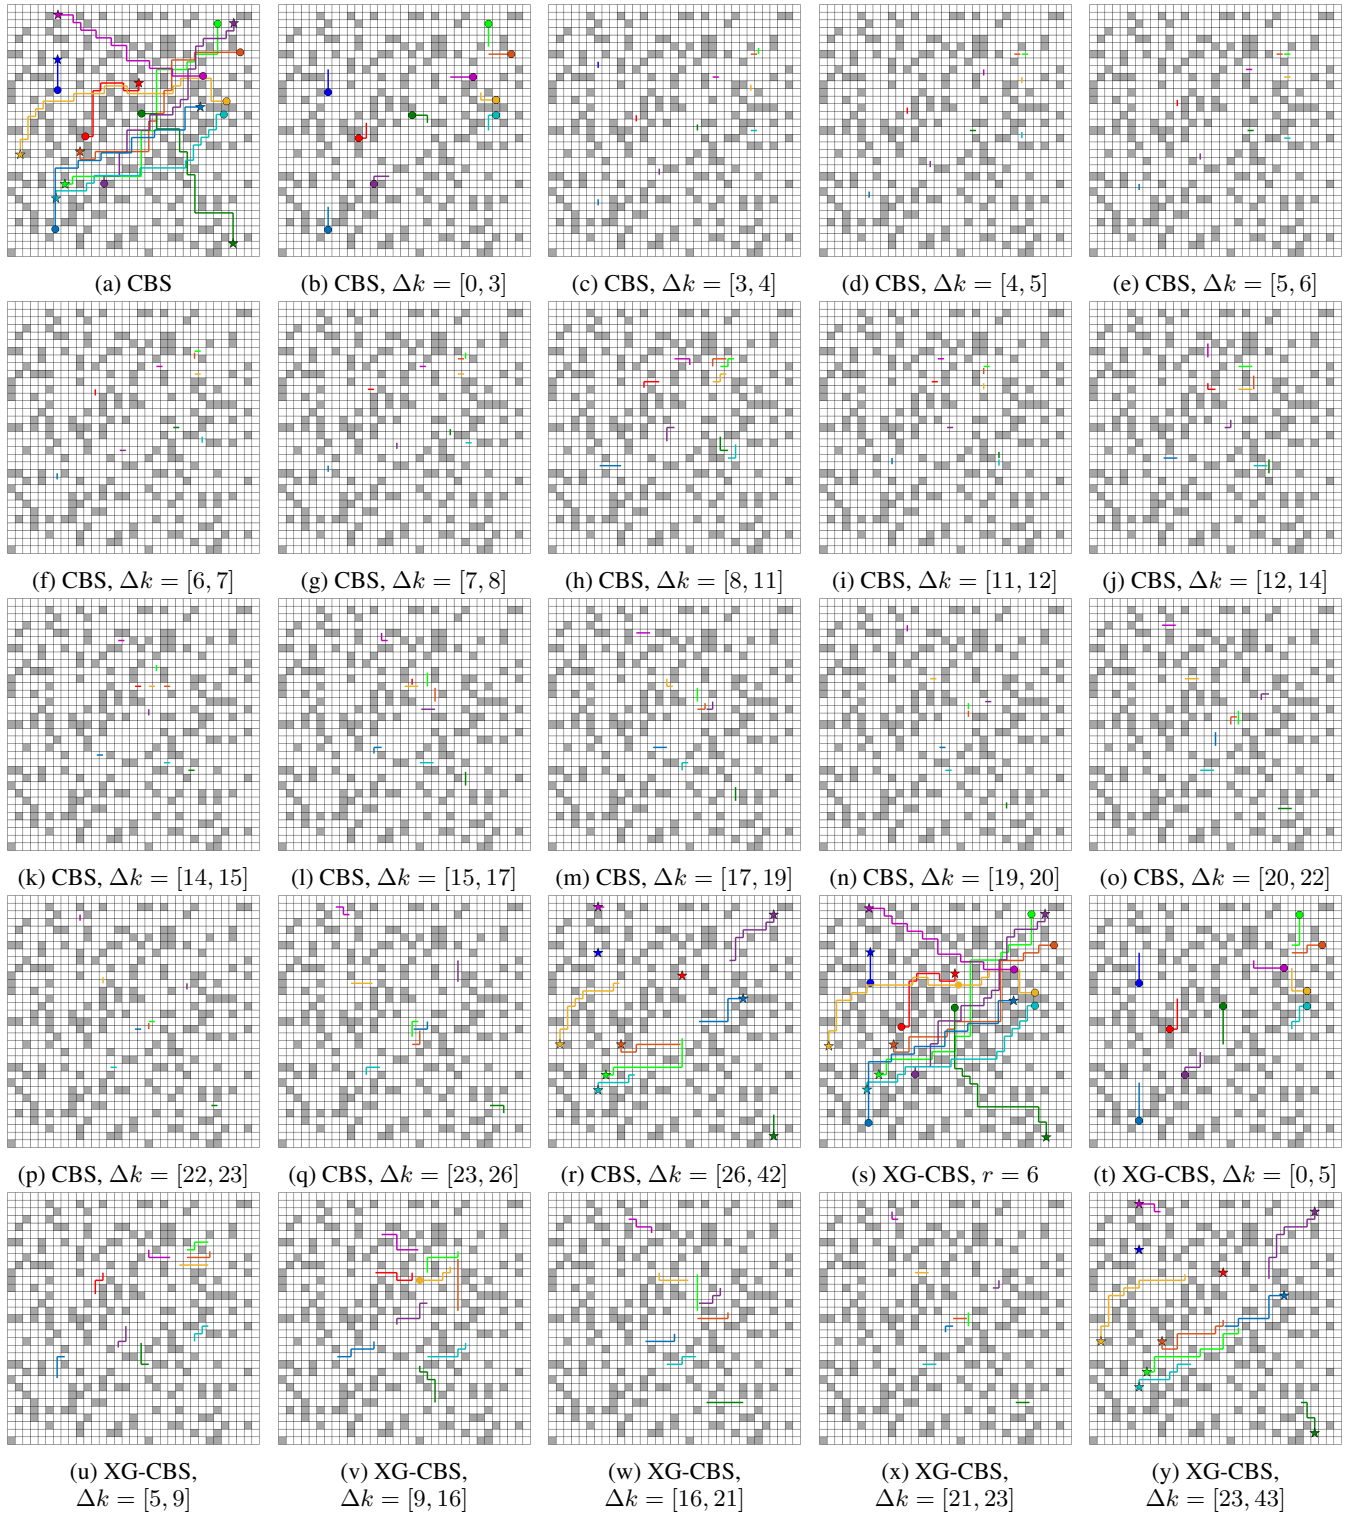 (a) CBS
(b) CBS, Δk = [0, 3]
(c) CBS, Δk = [3, 4]
(d) CBS, Δk = [4, 5]
(e) CBS, Δk = [5, 6]
(f) CBS, Δk = [6, 7]
(g) CBS, Δk = [7, 8]
(h) CBS, Δk = [8, 11]
(i) CBS, Δk = [11, 12]
(j) CBS, Δk = [12, 14]
(k) CBS, Δk = [14, 15]
(l) CBS, Δk = [15, 17]
(m) CBS, Δk = [17, 19]
(n) CBS, Δk = [19, 20]
(o) CBS, Δk = [20, 22]
(p) CBS, Δk = [22, 23]
(q) CBS, Δk = [23, 26]
(r) CBS, Δk = [26, 42]
(s) XG-CBS, r = 6
(t) XG-CBS, Δk = [0, 5]
(u) XG-CBS,
Δk = [5, 9]
(v) XG-CBS,
Δk = [9, 16]
(w) XG-CBS,
Δk = [16, 21]
(x) XG-CBS,
Δk = [21, 23]
(y) XG-CBS,
Δk = [23, 43]